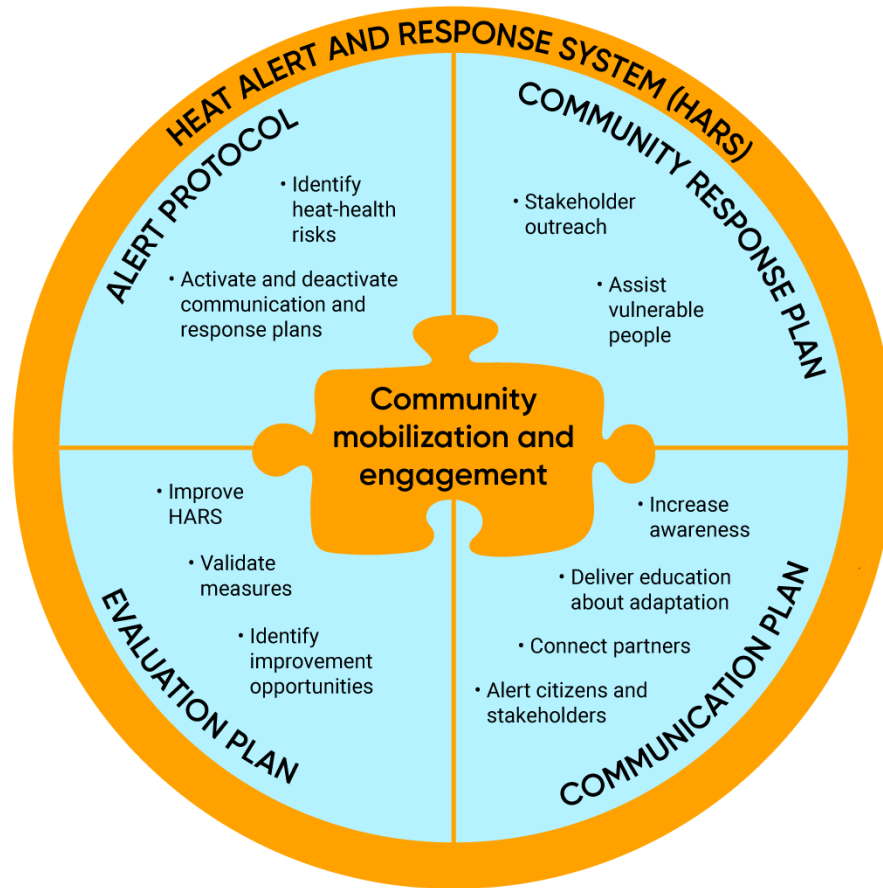 HEAT ALERT AND RESPONSE SYSTEM (HARS)
ALERT PROTOCOL
• Identify
heat-health
risks
• Activate and deactivate
communication and
response plans
COMMUNITY RESPONSE PLAN
• Stakeholder
outreach
• Assist
vulnerable
people
Community
mobilization and
engagement
• Improve
HARS
• Validate
measures
• Identify
improvement
opportunities
EVALUATION PLAN
• Increase
awareness
• Deliver education
about adaptation
• Connect partners
• Alert citizens and
stakeholders
COMMUNICATION PLAN